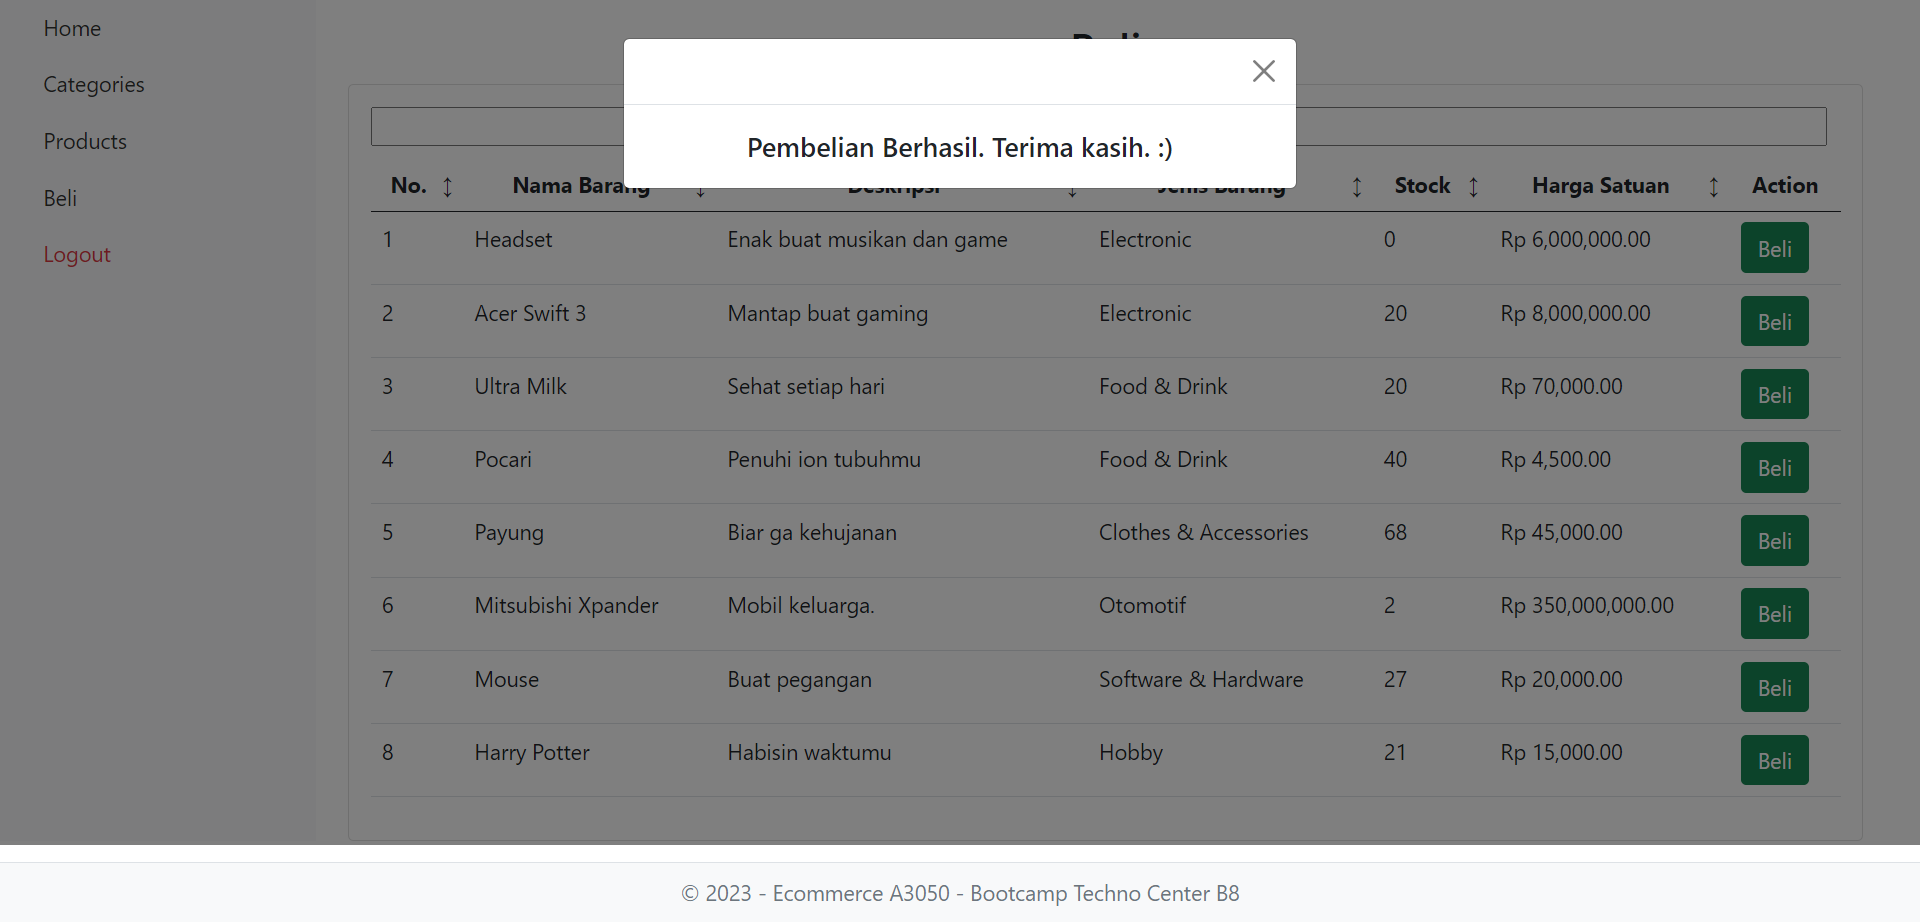 Home
Categories
Products
Beli
Logout
Pembelian Berhasil. Terima kasih. :)
No. Nama Barang Deskripsi Jenis Barang Stock Harga Satuan Action
1 Headset Enak buat musikan dan game Electronic 0 Rp 6,000,000.00 Beli
2 Acer Swift 3 Mantap buat gaming Electronic 20 Rp 8,000,000.00 Beli
3 Ultra Milk Sehat setiap hari Food & Drink 20 Rp 70,000.00 Beli
4 Pocari Penuhi ion tubuhmu Food & Drink 40 Rp 4,500.00 Beli
5 Payung Biar ga kehujanan Clothes & Accessories 68 Rp 45,000.00 Beli
6 Mitsubishi Xpander Mobil keluarga. Otomotif 2 Rp 350,000,000.00 Beli
7 Mouse Buat pegangan Software & Hardware 27 Rp 20,000.00 Beli
8 Harry Potter Habisin waktumu Hobby 21 Rp 15,000.00 Beli
© 2023 - Ecommerce A3050 - Bootcamp Techno Center B8